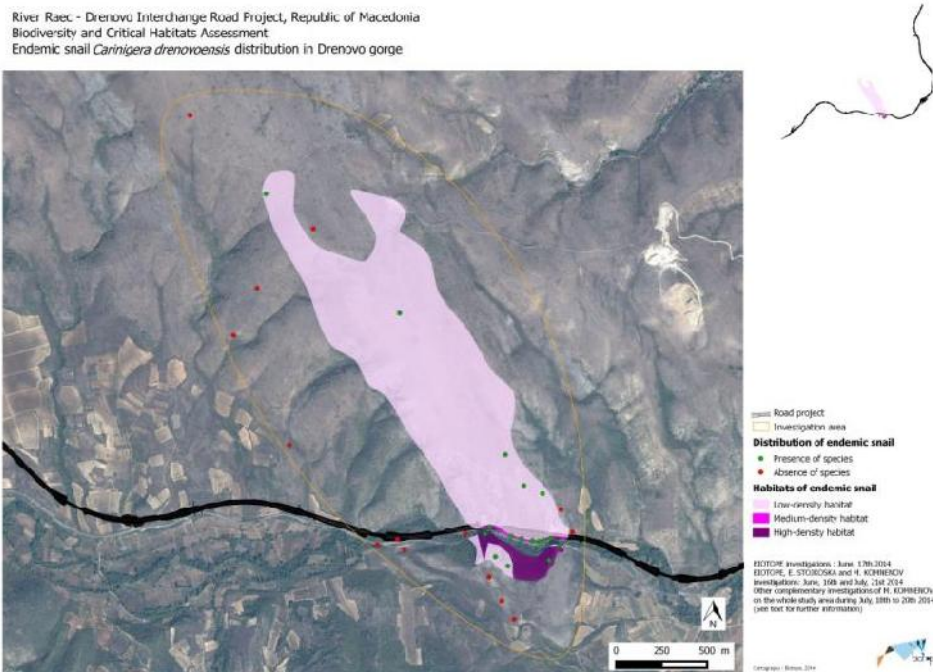 River Raec - Drenovo Interchange Road Project, Republic of Macedonia
Biodiversity and Critical Habitats Assessment
Endemic snail Carinigera drenovoensis distribution in Drenovo gorge
Road project
Investigation area
Distribution of endemic snail
Presence of species
Absence of species
Habitats of endemic snail
Low-density habitat
Medium-density habitat
High-density habitat
investigations : June, 17th 2014
E. STOJKOSKA and M. KOMNENOV
investigations: June, 16th and July, 21st 2014
Other complementary investigations of M. KOMNENOV
on the whole study area during July, 18th to 20th 2014
(see text for further information)
N
0 250 500 m
2014